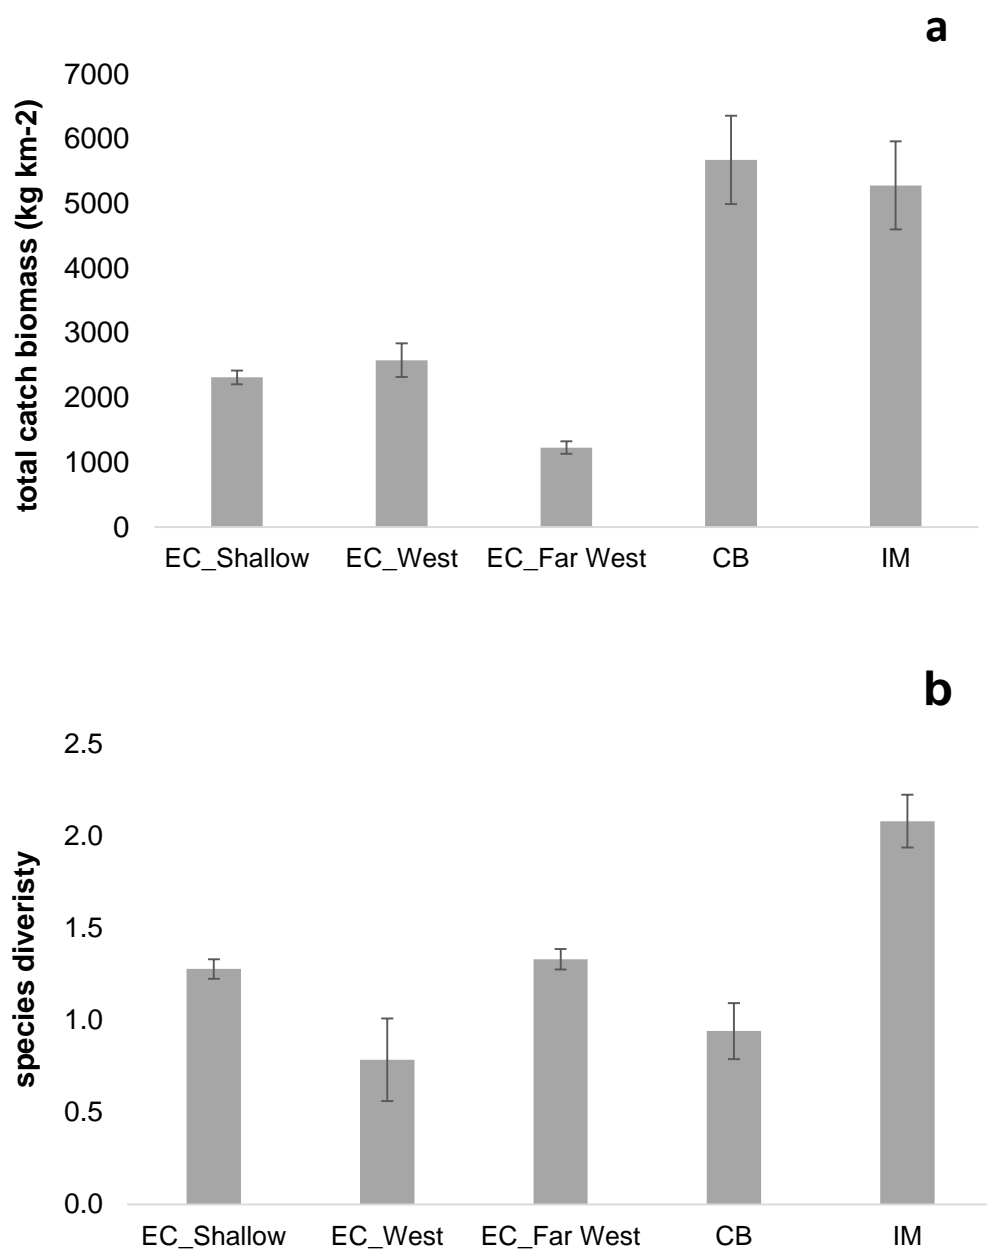 a
total catch biomass (kg km-2)
7000
6000
5000
4000
3000
2000
1000
0
EC_Shallow EC_West EC_Far West CB IM
b
species diveristy
2.5
2.0
1.5
1.0
0.5
0.0
EC_Shallow EC_West EC_Far West CB IM